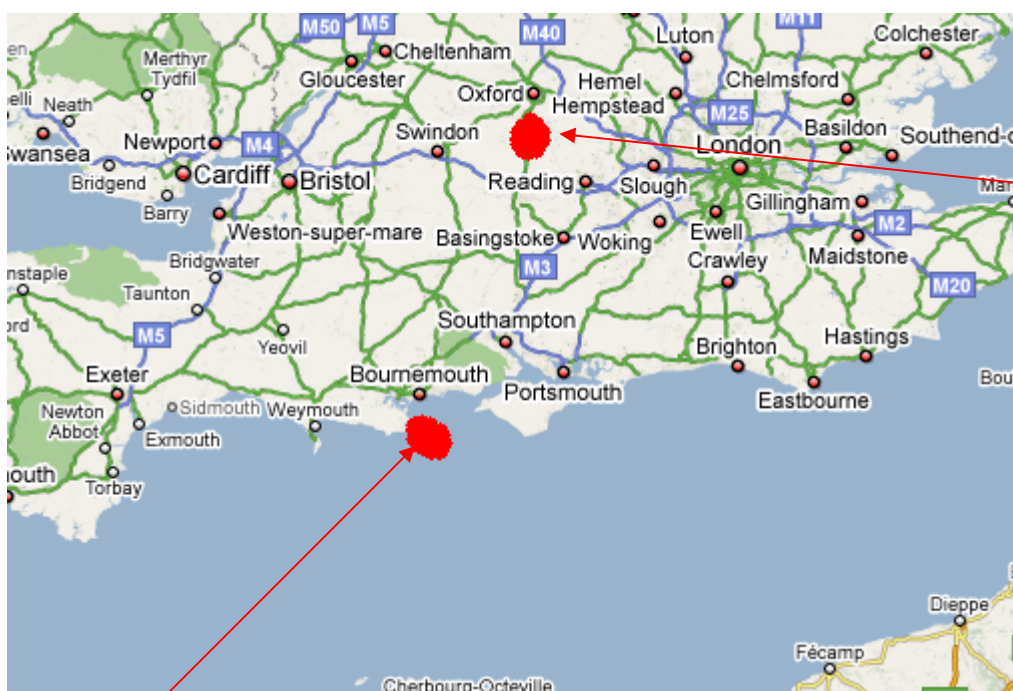 M50
M5
M40
Luton
M11
Colchester
Cheltenham
Merthyr
Tydfil
Gloucester
Oxford
Hemel
Hempstead
Chelmsford
Neath
M25
Swansea
Newport
M4
Swindon
Basildon
Southend-o
London
Bridgend
Cardiff
Bristol
Reading
Slough
Gillingham
Mar
Barry
Weston-super-mare
Basingstoke
Woking
Ewell
M2
Maidstone
Bridgwater
M3
Crawley
M20
nstaple
Taunton
ord
M5
Yeovil
Southampton
Brighton
Hastings
Exeter
Bournemouth
Portsmouth
Eastbourne
Bou
Newton
Abbot
Sidmouth
Weymouth
Exmouth
outh
Torbay
Dieppe
Fécamp
Cherbourg-Octeville